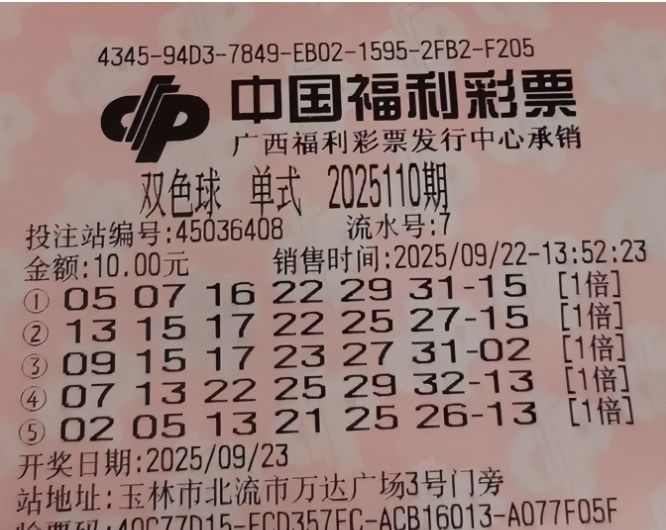 4345-94D3-7849-EB02-1595-2FB2-F205
中国福利彩票
广西福利彩票发行中心承销
双色球 单式 2025110期
投注站编号:45036408 流水号:7
金额:10.00元 销售时间:2025/09/22-13:52:23
① 05 07 16 22 29 31-15 [1倍]
② 13 15 17 22 25 27-15 [1倍]
③ 09 15 17 23 27 31-02 [1倍]
④ 07 13 22 25 29 32-13 [1倍]
⑤ 02 05 13 21 25 26-13 [1倍]
开奖日期:2025/09/23
站地址:玉林市北流市万达广场3号门旁
验票码:40C77D15-FCD357FC-ACB16013-A077F05F